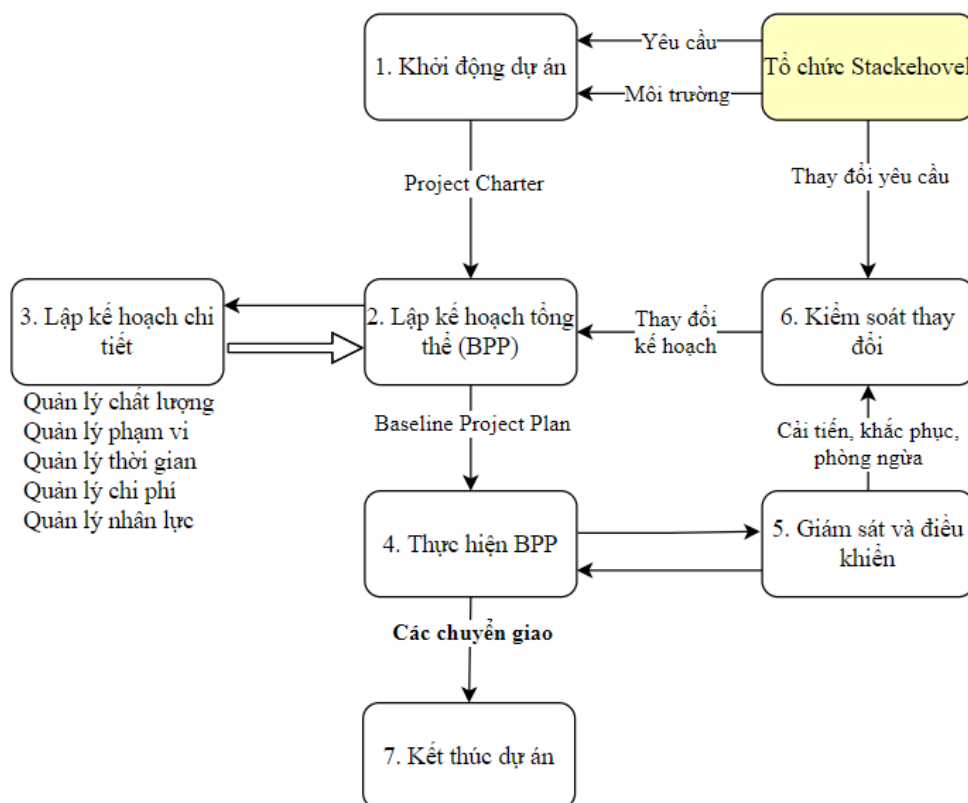 1. Khởi động dự án
Yêu cầu
Môi trường
Tổ chức Stackehovel
Project Charter
Thay đổi yêu cầu
3. Lập kế hoạch chi
tiết
2. Lập kế hoạch tổng
thể (BPP)
Thay đổi
kế hoạch
6. Kiểm soát thay
đổi
Quản lý chất lượng
Quản lý phạm vi
Quản lý thời gian
Quản lý chi phí
Quản lý nhân lực
Baseline Project Plan
Cải tiến, khắc phục,
phòng ngừa
4. Thực hiện BPP
5. Giám sát và điều
khiển
Các chuyển giao
7. Kết thúc dự án